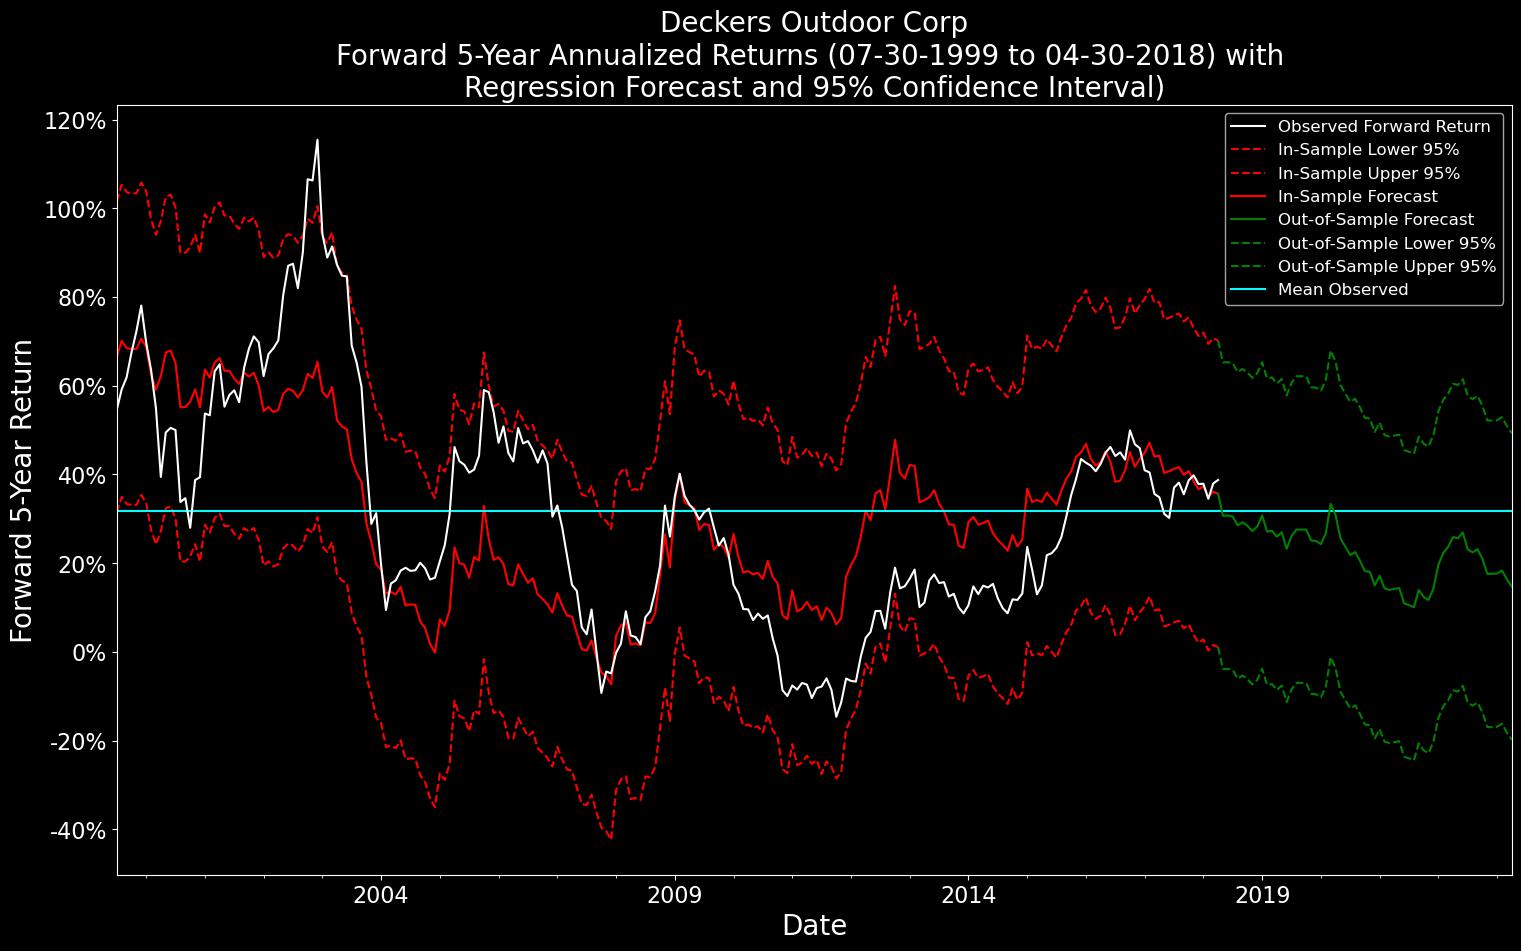 Deckers Outdoor Corp
Forward 5-Year Annualized Returns (07-30-1999 to 04-30-2018) with
Regression Forecast and 95% Confidence Interval)
Forward 5-Year Return
120%
100%
80%
60%
40%
20%
0%
-20%
-40%
Observed Forward Return
In-Sample Lower 95%
In-Sample Upper 95%
In-Sample Forecast
Out-of-Sample Forecast
Out-of-Sample Lower 95%
Out-of-Sample Upper 95%
Mean Observed
2004 2009 2014 2019
Date